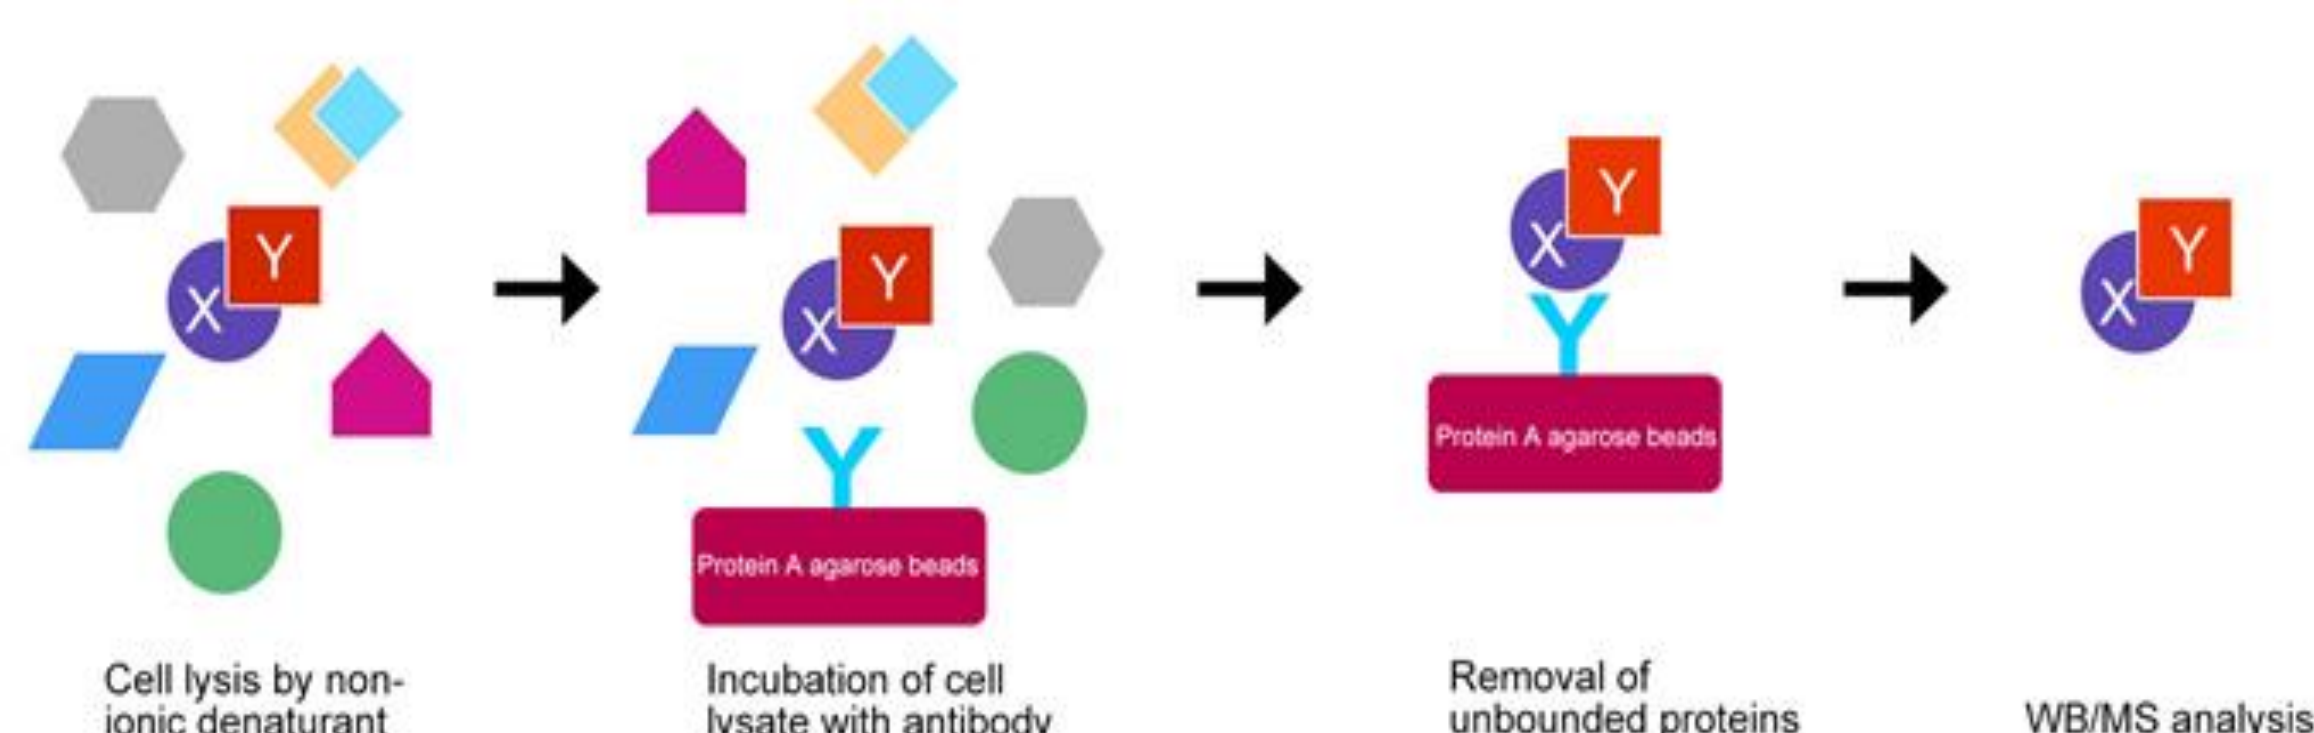 Y
X
Y
X
Protein A agarose beads
Y
X
Protein A agarose beads
Y
X
Cell lysis by non-
ionic denaturant
Incubation of cell
lysate with antibody
Removal of
unbounded proteins
WB/MS analysis